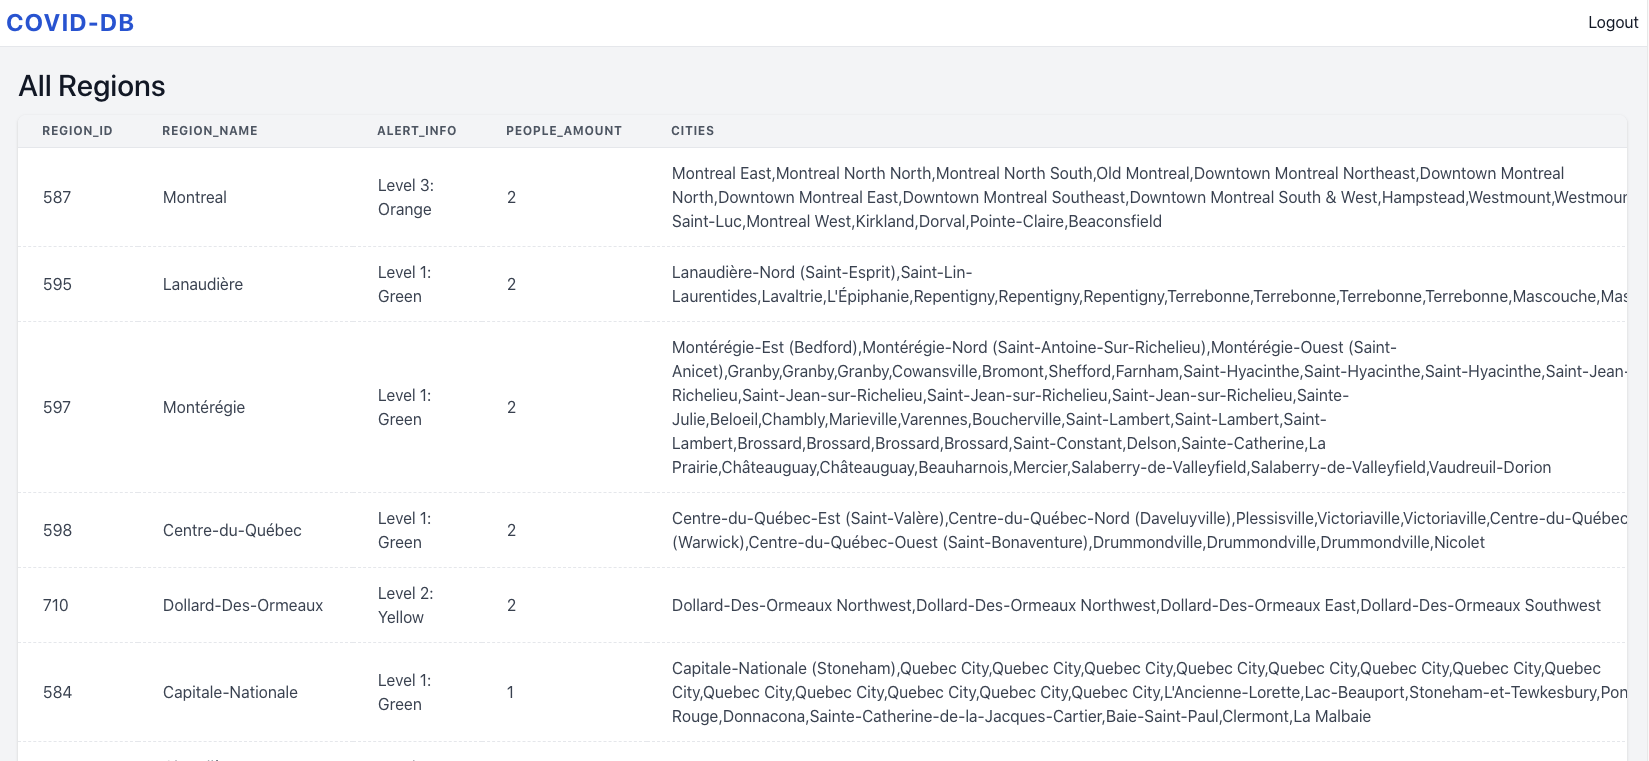 COVID-DB
Logout
All Regions
REGION_ID REGION_NAME ALERT_INFO PEOPLE_AMOUNT CITIES
587 Montreal Level 3: Orange 2
Montreal East,Montreal North North,Montreal North South,Old Montreal,Downtown Montreal Northeast,Downtown Montreal
North,Downtown Montreal East,Downtown Montreal Southeast,Downtown Montreal South & West,Hampstead,Westmount,Westmour
Saint-Luc,Montreal West,Kirkland,Dorval,Pointe-Claire,Beaconsfield
595 Lanaudière Level 1: Green 2
Lanaudière-Nord (Saint-Esprit),Saint-Lin-
Laurentides,Lavaltrie,L'Épiphanie,Repentigny,Repentigny,Repentigny,Terrebonne,Terrebonne,Terrebonne,Terrebonne,Mascouche,Mas
597 Montérégie Level 1: Green 2
Montérégie-Est (Bedford),Montérégie-Nord (Saint-Antoine-Sur-Richelieu),Montérégie-Ouest (Saint-
Anicet),Granby,Granby,Granby,Cowansville,Bromont,Shefford,Farnham,Saint-Hyacinthe,Saint-Hyacinthe,Saint-Hyacinthe,Saint-Jean-
Richelieu,Saint-Jean-sur-Richelieu,Saint-Jean-sur-Richelieu,Saint-Jean-sur-Richelieu,Sainte-
Julie,Beloeil,Chambly,Marieville,Varennes,Boucherville,Saint-Lambert,Saint-Lambert,Saint-
Lambert,Brossard,Brossard,Brossard,Brossard,Saint-Constant,Delson,Sainte-Catherine,La
Prairie,Châteauguay,Châteauguay,Beauharnois,Mercier,Salaberry-de-Valleyfield,Salaberry-de-Valleyfield,Vaudreuil-Dorion
598 Centre-du-Québec Level 1: Green 2
Centre-du-Québec-Est (Saint-Valère),Centre-du-Québec-Nord (Daveluyville),Plessisville,Victoriaville,Victoriaville,Centre-du-Québec
(Warwick),Centre-du-Québec-Ouest (Saint-Bonaventure),Drummondville,Drummondville,Drummondville,Nicolet
710 Dollard-Des-Ormeaux Level 2: Yellow 2
Dollard-Des-Ormeaux Northwest,Dollard-Des-Ormeaux Northwest,Dollard-Des-Ormeaux East,Dollard-Des-Ormeaux Southwest
584 Capitale-Nationale Level 1: Green 1
Capitale-Nationale (Stoneham),Quebec City,Quebec City,Quebec City,Quebec City,Quebec City,Quebec City,Quebec City,Quebec
City,Quebec City,Quebec City,Quebec City,Quebec City,Quebec City,L'Ancienne-Lorette,Lac-Beauport,Stoneham-et-Tewkesbury,Pon
Rouge,Donnacona,Sainte-Catherine-de-la-Jacques-Cartier,Baie-Saint-Paul,Clermont,La Malbaie